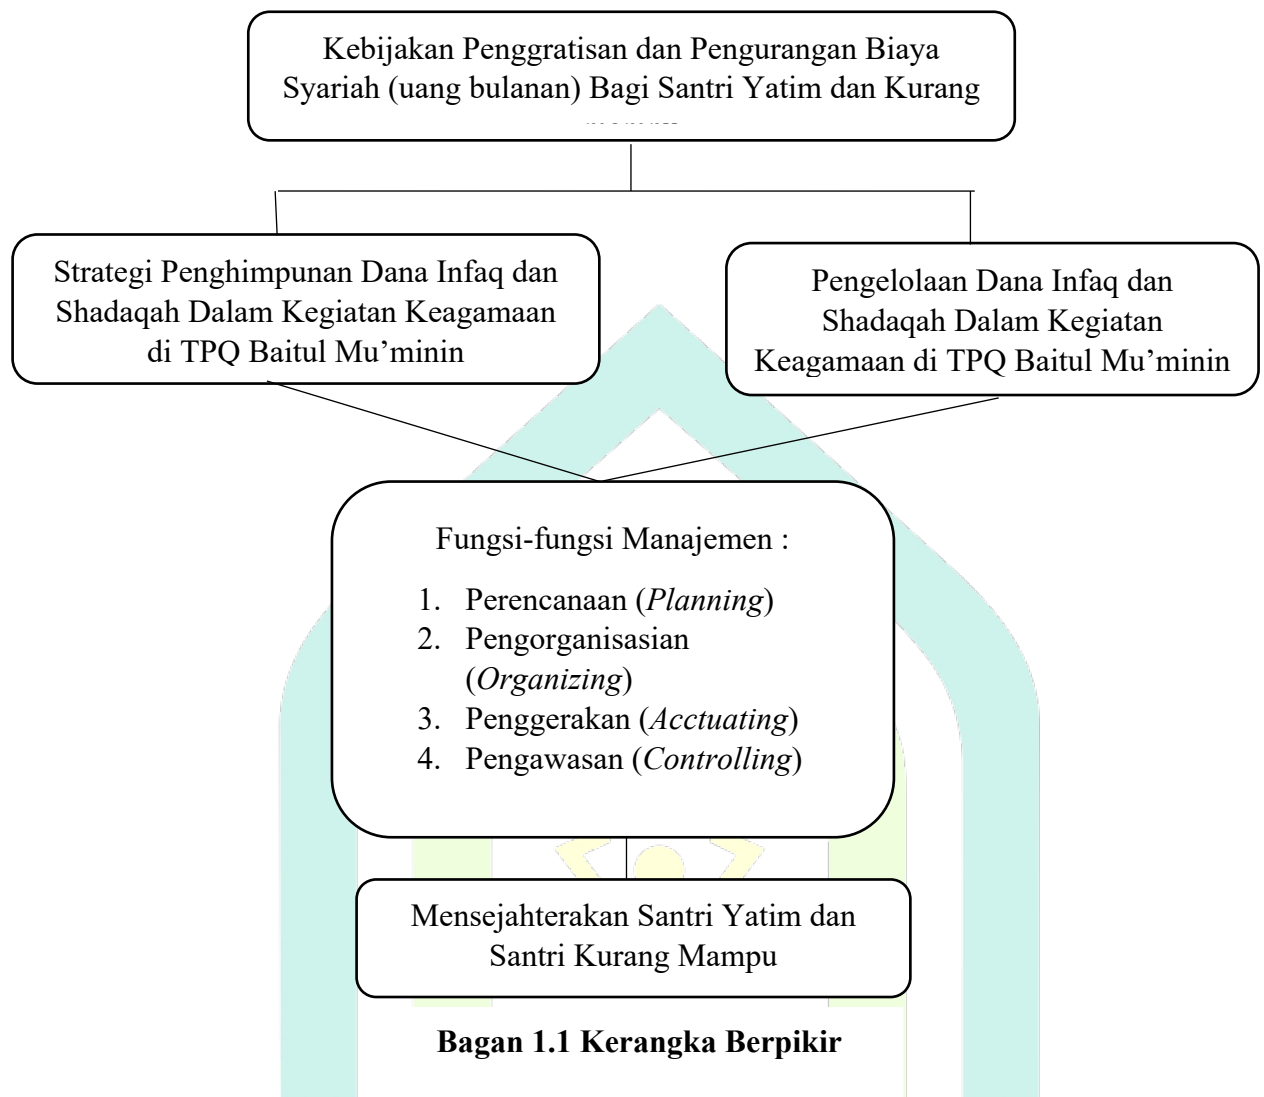 Kebijakan Penggratisan dan Pengurangan Biaya
Syariah (uang bulanan) Bagi Santri Yatim dan Kurang
Strategi Penghimpunan Dana Infaq dan
Shadaqah Dalam Kegiatan Keagamaan
di TPQ Baitul Mu’minin
Pengelolaan Dana Infaq dan
Shadaqah Dalam Kegiatan
Keagamaan di TPQ Baitul Mu’minin
Fungsi-fungsi Manajemen :
1. Perencanaan (Planning)
2. Pengorganisasian
(Organizing)
3. Penggerakan (Acctuating)
4. Pengawasan (Controlling)
Mensejahterakan Santri Yatim dan
Santri Kurang Mampu
Bagan 1.1 Kerangka Berpikir